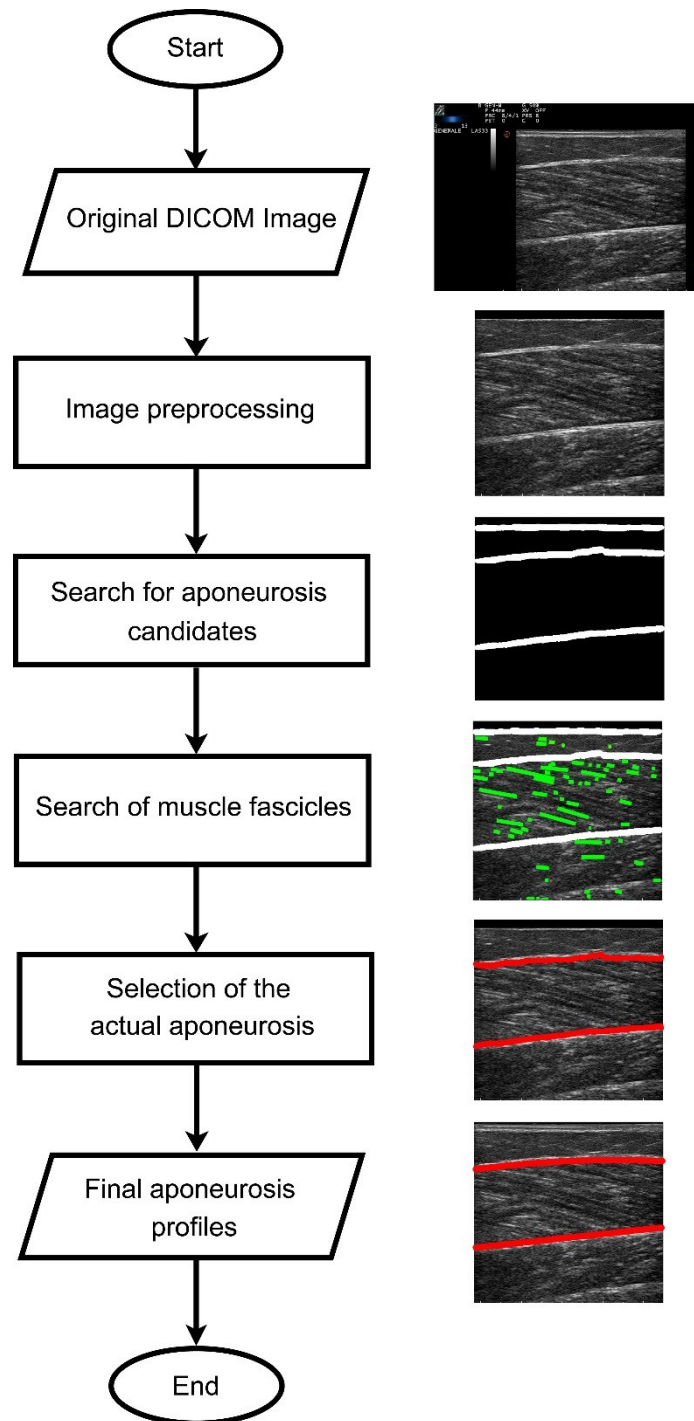 Start
Original DICOM Image
Image preprocessing
Search for aponeurosis
candidates
Search of muscle fascicles
Selection of the
actual aponeurosis
Final aponeurosis
profiles
End
GENERALE